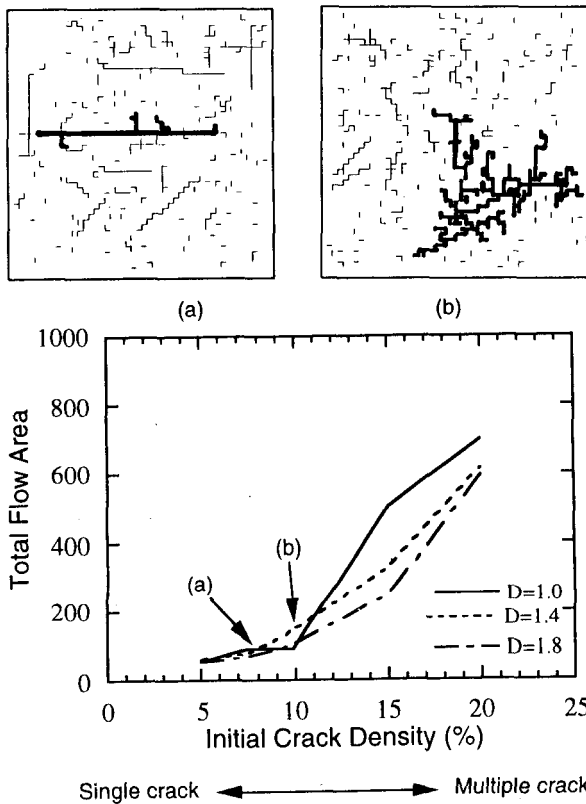 (a)
(b)
1000
800
600
400
200
0
Total Flow Area
(a)
(b)
D=1.0
D=1.4
D=1.8
0
5
10
15
20
25
Initial Crack Density (%)
Single crack
Multiple crack